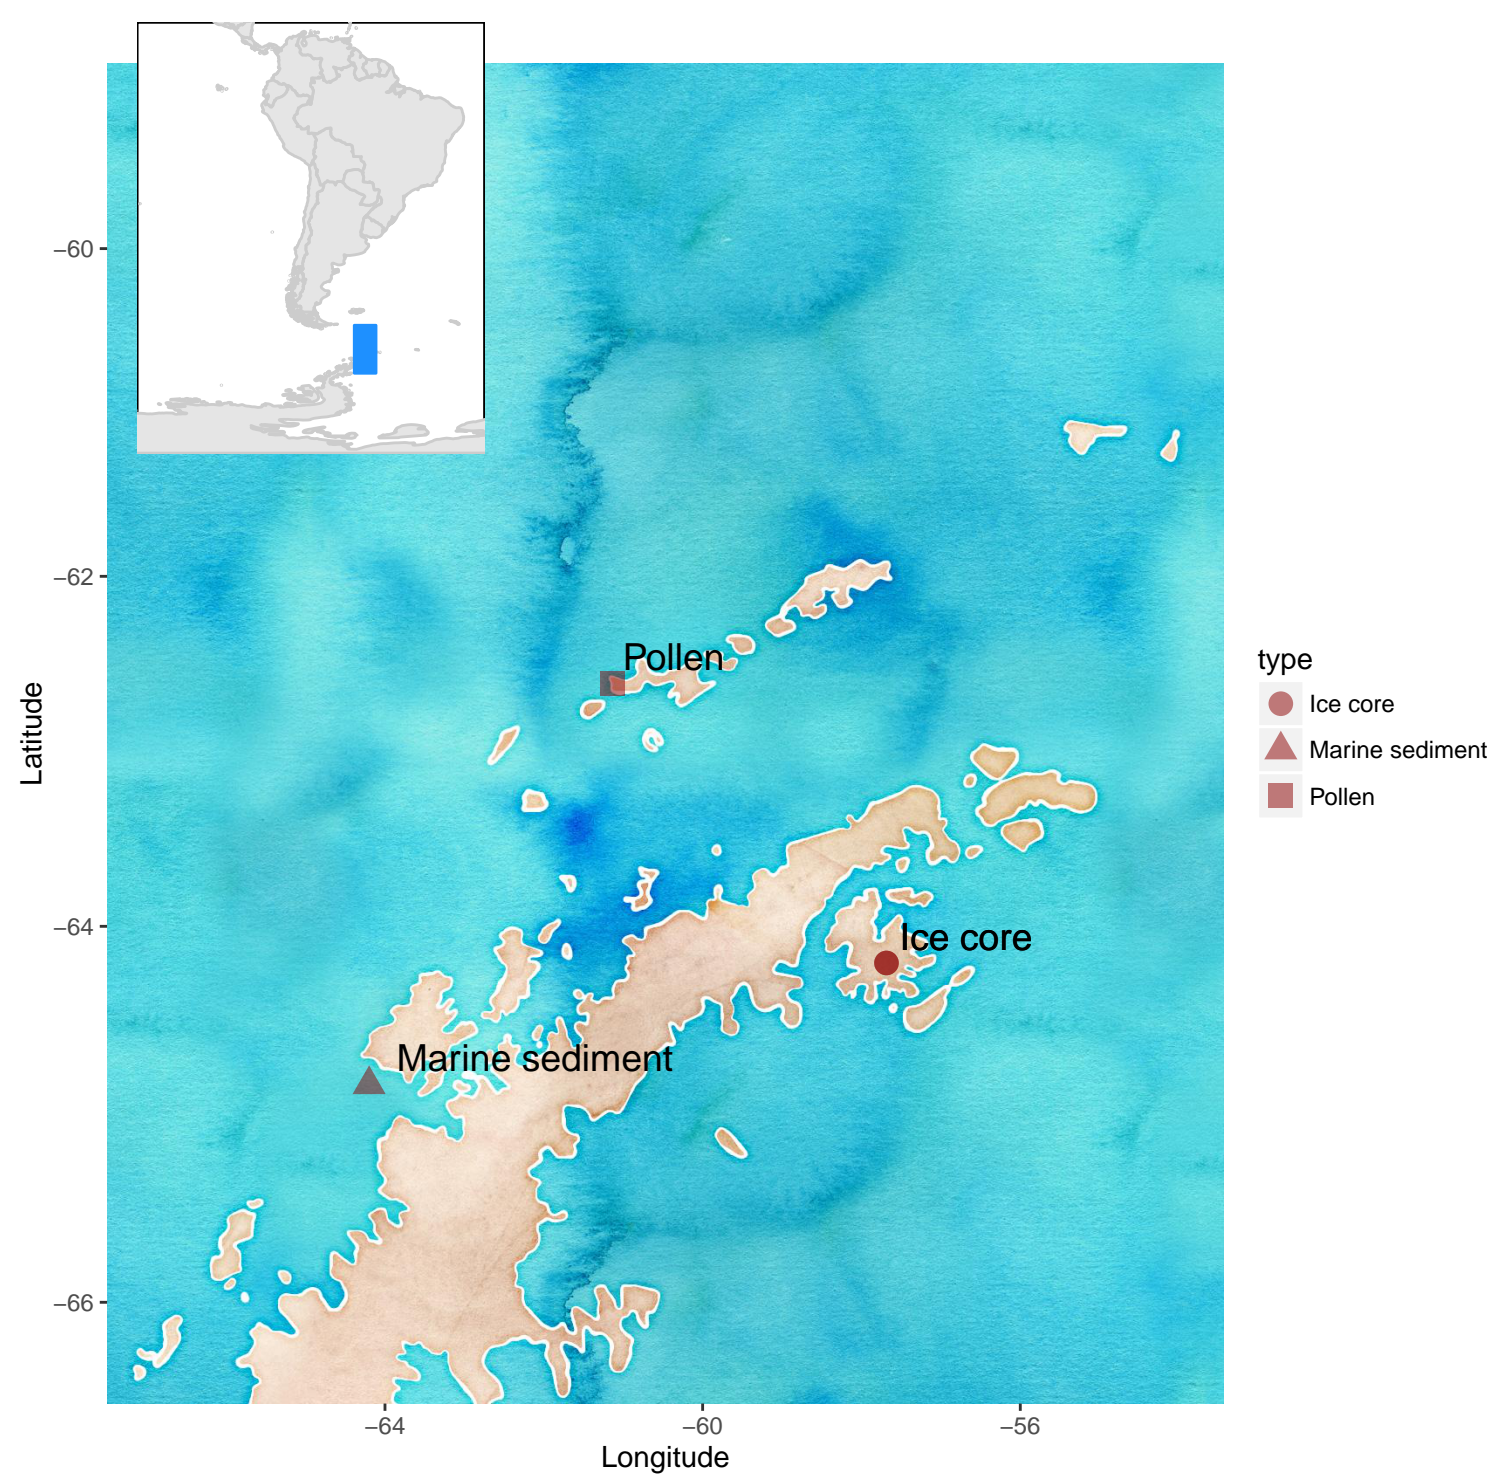 −60
−62
−64
−66
Latitude
Pollen
Ice core
Marine sediment
−64
−60
−56
Longitude
type
Ice core
Marine sediment
Pollen